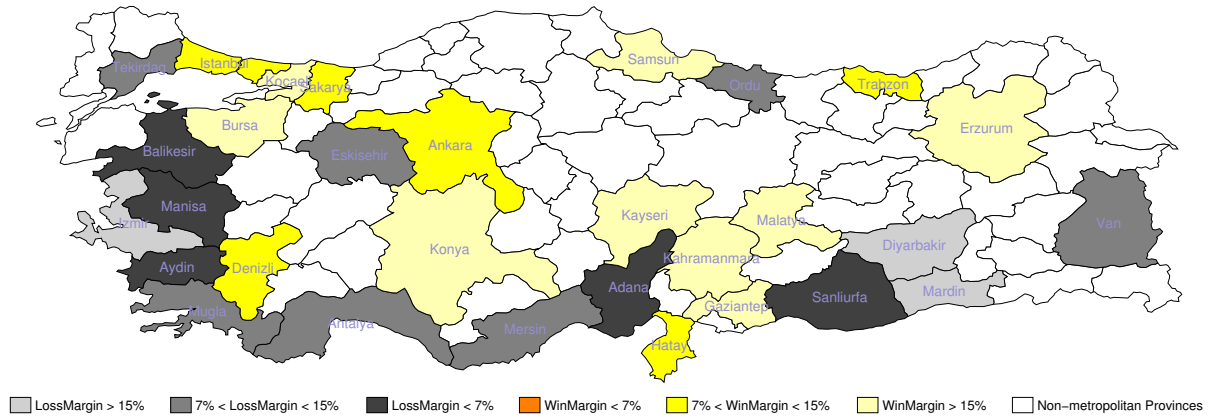 Samsun
Tekirdag
Istanbul
Kocaeli
Sakarya
Ordu
Trabzon
Bursa
Erzurum
Balikesir
Eskisehir
Ankara
Manisa
Izmir
Kayseri
Malatya
Van
Konya
Diyarbakir
Aydin
Denizli
Kahramanmara
Adana
Sanliurfa
Mardin
Mugla
Antalya
Mersin
Gaziantep
Hatay
LossMargin > 15% 7% < LossMargin < 15% LossMargin < 7% WinMargin < 7% 7% < WinMargin < 15% WinMargin > 15% Non−metropolitan Provinces